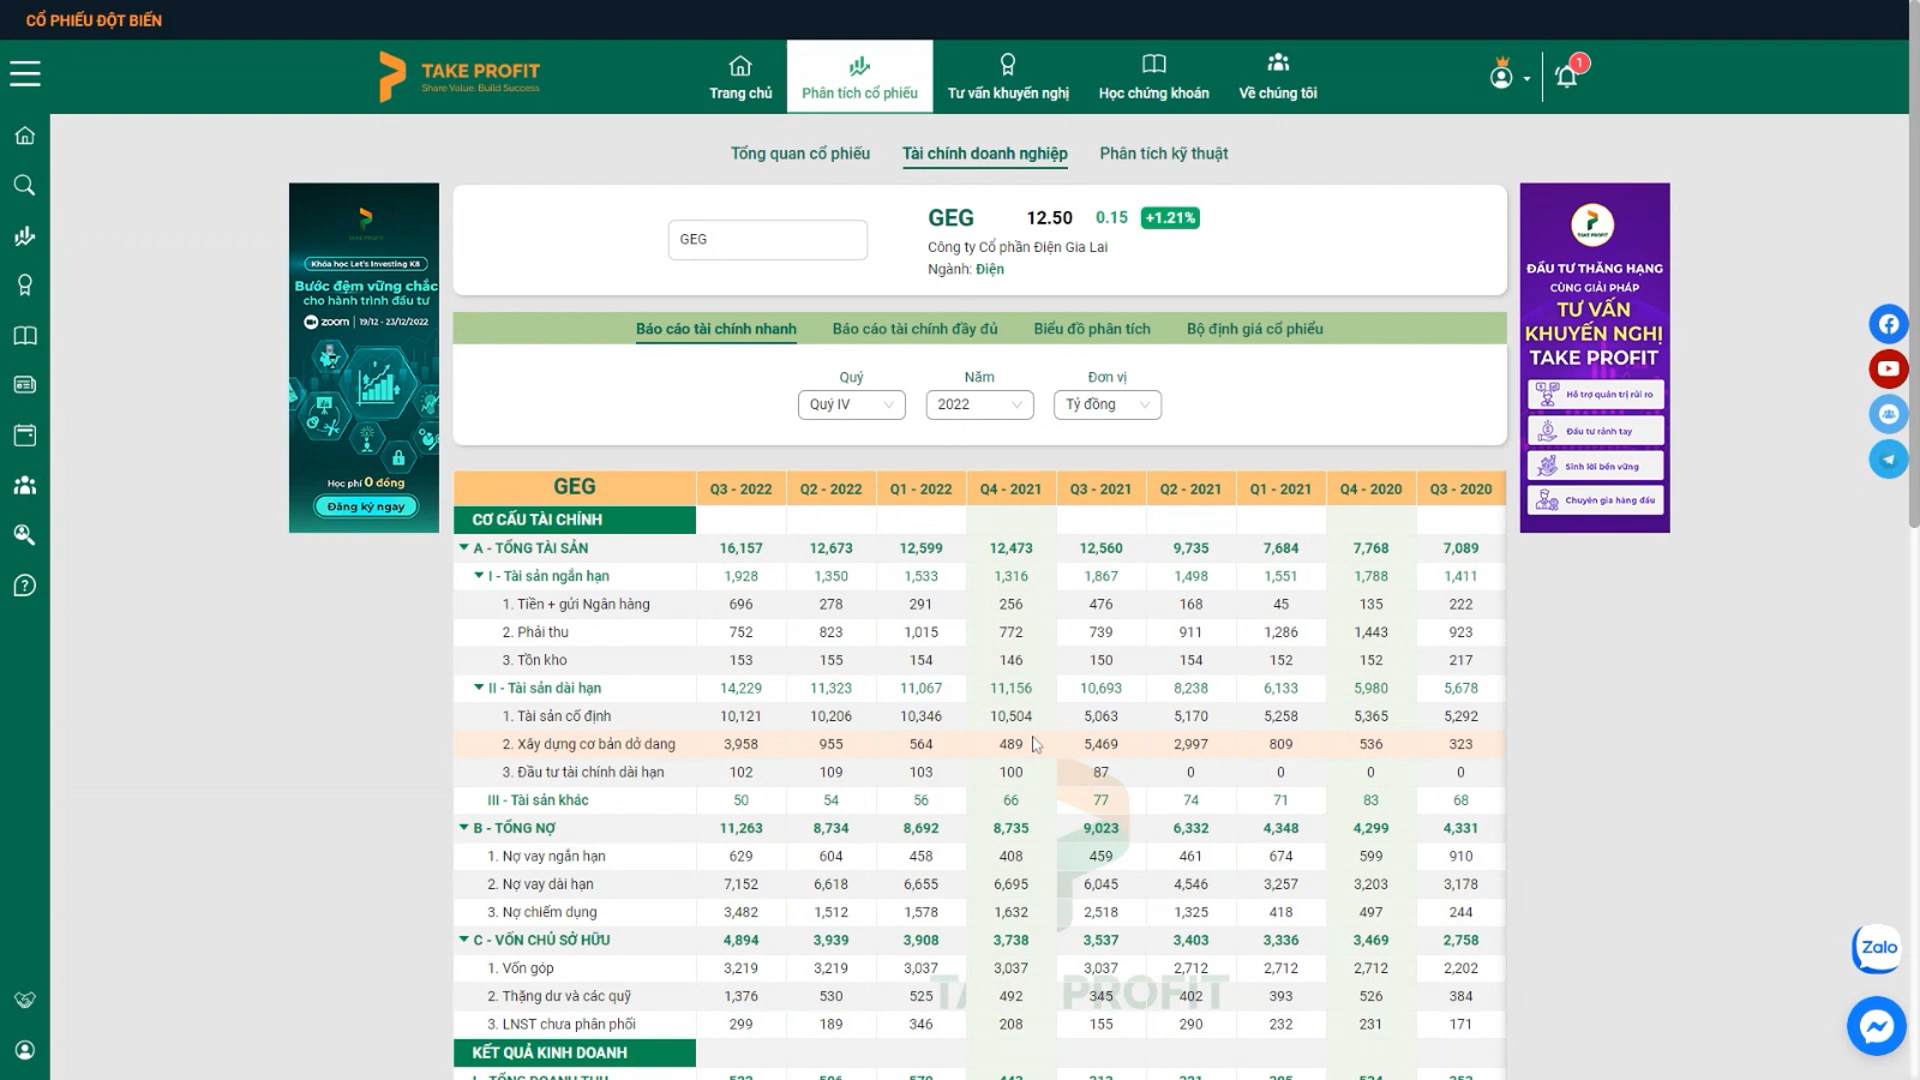 CỔ PHIẾU ĐỘT BIẾN
TAKE PROFIT
Share Value, Build Success
Trang chủ
Phân tích cổ phiếu
Tư vấn khuyến nghị
Học chứng khoán
Về chúng tôi
1
Tổng quan cổ phiếu
Tài chính doanh nghiệp
Phân tích kỹ thuật
TAKE PROFIT
Khóa học Let's Investing K8
Bước đệm vững chắc
cho hành trình đầu tư
zoom | 19/12 - 23/12/2022
Học phí 0 đồng
Đăng ký ngay
GEG
GEG 12.50 0.15 +1.21%
Công ty Cổ phần Điện Gia Lai
Ngành: Điện
TAKE PROFIT
ĐẦU TƯ THĂNG HẠNG
CÙNG GIẢI PHÁP
TƯ VẤN
KHUYẾN NGHỊ
TAKE PROFIT
Hỗ trợ quản trị rủi ro
Đầu tư rảnh tay
Sinh lời bền vững
Chuyên gia hàng đầu
Báo cáo tài chính nhanh
Báo cáo tài chính đầy đủ
Biểu đồ phân tích
Bộ định giá cổ phiếu
Quý Năm Đơn vị
Quý IV 2022 Tỷ đồng
GEG Q3 - 2022 Q2 - 2022 Q1 - 2022 Q4 - 2021 Q3 - 2021 Q2 - 2021 Q1 - 2021 Q4 - 2020 Q3 - 2020
CƠ CẤU TÀI CHÍNH
A - TỔNG TÀI SẢN 16,157 12,673 12,599 12,473 12,560 9,735 7,684 7,768 7,089
I - Tài sản ngắn hạn 1,928 1,350 1,533 1,316 1,867 1,498 1,551 1,788 1,411
1. Tiền + gửi Ngân hàng 696 278 291 256 476 168 45 135 222
2. Phải thu 752 823 1,015 772 739 911 1,286 1,443 923
3. Tồn kho 153 155 154 146 150 154 152 152 217
II - Tài sản dài hạn 14,229 11,323 11,067 11,156 10,693 8,238 6,133 5,980 5,678
1. Tài sản cố định 10,121 10,206 10,346 10,504 5,063 5,170 5,258 5,365 5,292
2. Xây dựng cơ bản dở dang 3,958 955 564 489 5,469 2,997 809 536 323
3. Đầu tư tài chính dài hạn 102 109 103 100 87 0 0 0 0
III - Tài sản khác 50 54 56 66 77 74 71 83 68
B - TỔNG NỢ 11,263 8,734 8,692 8,735 9,023 6,332 4,348 4,299 4,331
1. Nợ vay ngắn hạn 629 604 458 408 459 461 674 599 910
2. Nợ vay dài hạn 7,152 6,618 6,655 6,695 6,045 4,546 3,257 3,203 3,178
3. Nợ chiếm dụng 3,482 1,512 1,578 1,632 2,518 1,325 418 497 244
C - VỐN CHỦ SỞ HỮU 4,894 3,939 3,908 3,738 3,537 3,403 3,336 3,469 2,758
1. Vốn góp 3,219 3,219 3,037 3,037 3,037 2,712 2,712 2,712 2,202
2. Thặng dư và các quỹ 1,376 530 525 492 345 402 393 526 384
3. LNST chưa phân phối 299 189 346 208 155 290 232 231 171
KẾT QUẢ KINH DOANH
Zalo